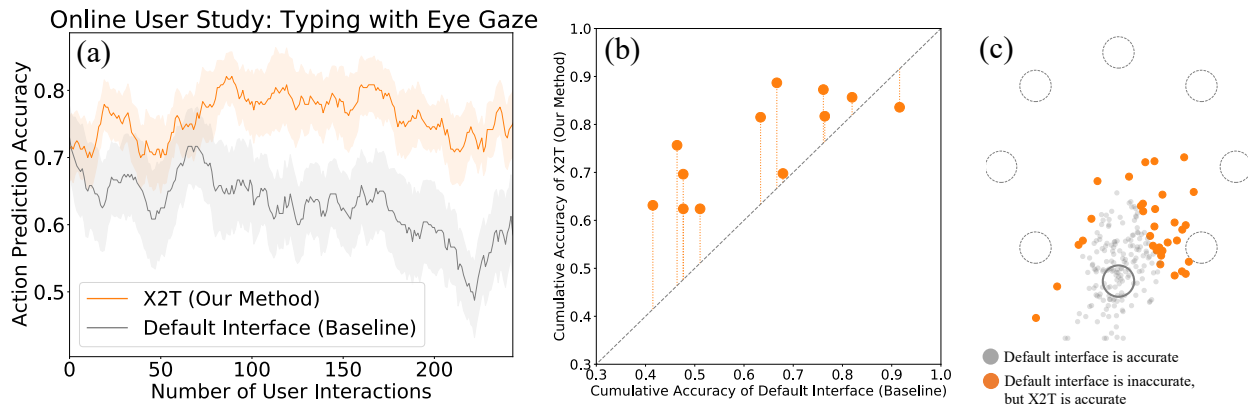 Online User Study: Typing with Eye Gaze
(a)
Action Prediction Accuracy
0.8
0.7
0.6
0.5
X2T (Our Method)
Default Interface (Baseline)
0
50
100
150
200
Number of User Interactions
(b)
Cumulative Accuracy of X2T (Our Method)
1.0
0.9
0.8
0.7
0.6
0.5
0.4
0.3
0.3
0.4
0.5
0.6
0.7
0.8
0.9
1.0
Cumulative Accuracy of Default Interface (Baseline)
(c)
Default interface is accurate
Default interface is inaccurate,
but X2T is accurate